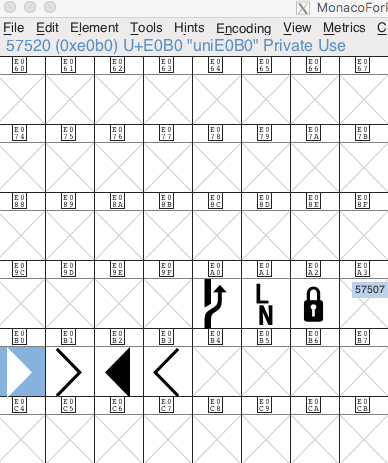 MonacoForP
File Edit Element Tools Hints Encoding View Metrics C
57520 (0xe0b0) U+E0B0 "uniE0B0" Private Use
E060 E061 E062 E063 E064 E065 E066 E067
E074 E075 E076 E077 E078 E079 E07A E07B
E088 E089 E08A E08B E08C E08D E08E E08F
E09C E09D E09E E09F E0A0 E0A1 E0A2 E0A3
LN
57507
E0B0 E0B1 E0B2 E0B3 E0B4 E0B5 E0B6 E0B7
E0C4 E0C5 E0C6 E0C7 E0C8 E0C9 E0CA E0CB